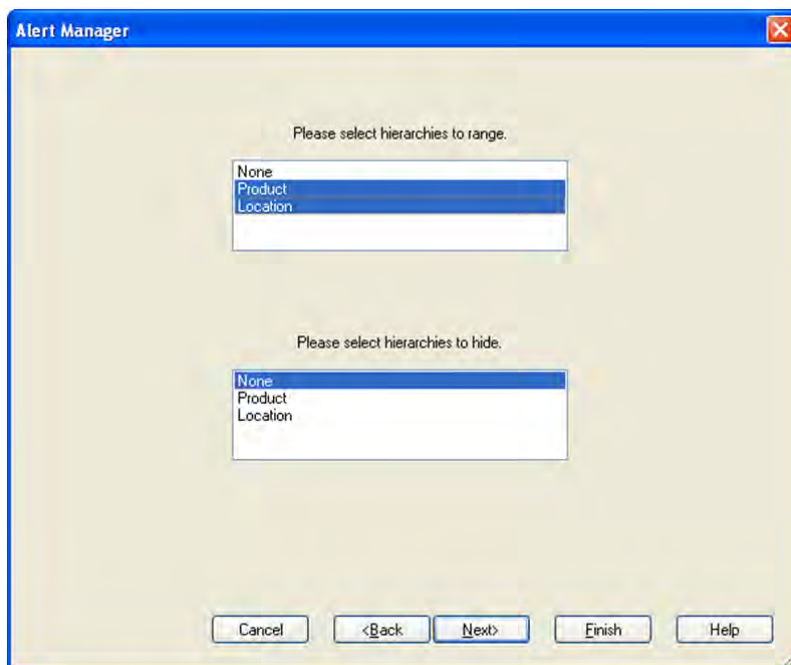 Alert Manager
Please select hierarchies to range.
None
Product
Location
Please select hierarchies to hide.
None
Product
Location
Cancel <Back Next> Finish Help